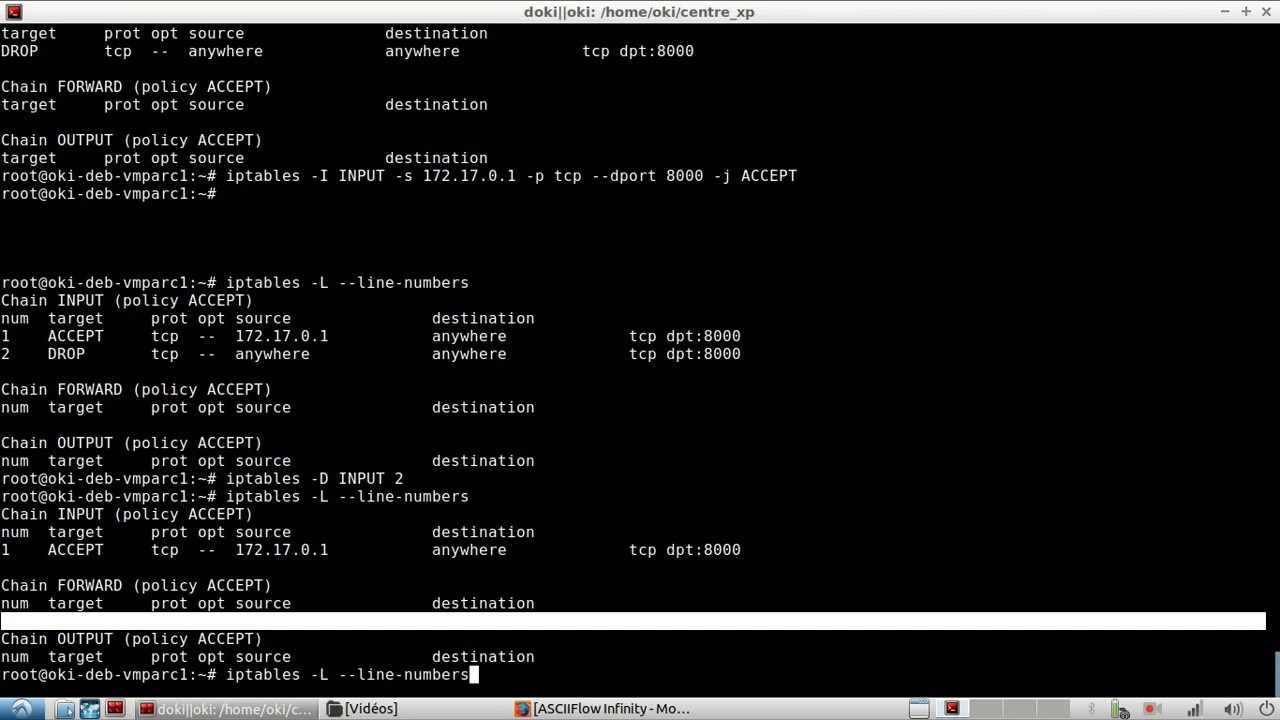 doki||oki: /home/oki/centre_xp
target     prot opt source               destination
DROP       tcp  --  anywhere             anywhere             tcp dpt:8000
Chain FORWARD (policy ACCEPT)
target     prot opt source               destination
Chain OUTPUT (policy ACCEPT)
target     prot opt source               destination
root@oki-deb-vmparc1:~# iptables -I INPUT -s 172.17.0.1 -p tcp --dport 8000 -j ACCEPT
root@oki-deb-vmparc1:~#
root@oki-deb-vmparc1:~# iptables -L --line-numbers
Chain INPUT (policy ACCEPT)
num  target     prot opt source               destination
1    ACCEPT     tcp  --  172.17.0.1           anywhere             tcp dpt:8000
2    DROP       tcp  --  anywhere             anywhere             tcp dpt:8000
Chain FORWARD (policy ACCEPT)
num  target     prot opt source               destination
Chain OUTPUT (policy ACCEPT)
num  target     prot opt source               destination
root@oki-deb-vmparc1:~# iptables -D INPUT 2
root@oki-deb-vmparc1:~# iptables -L --line-numbers
Chain INPUT (policy ACCEPT)
num  target     prot opt source               destination
1    ACCEPT     tcp  --  172.17.0.1           anywhere             tcp dpt:8000
Chain FORWARD (policy ACCEPT)
num  target     prot opt source               destination
Chain OUTPUT (policy ACCEPT)
num  target     prot opt source               destination
root@oki-deb-vmparc1:~# iptables -L --line-numbers
doki||oki: /home/oki/c... [Vidéos] [ASCIIFlow Infinity - Mo...